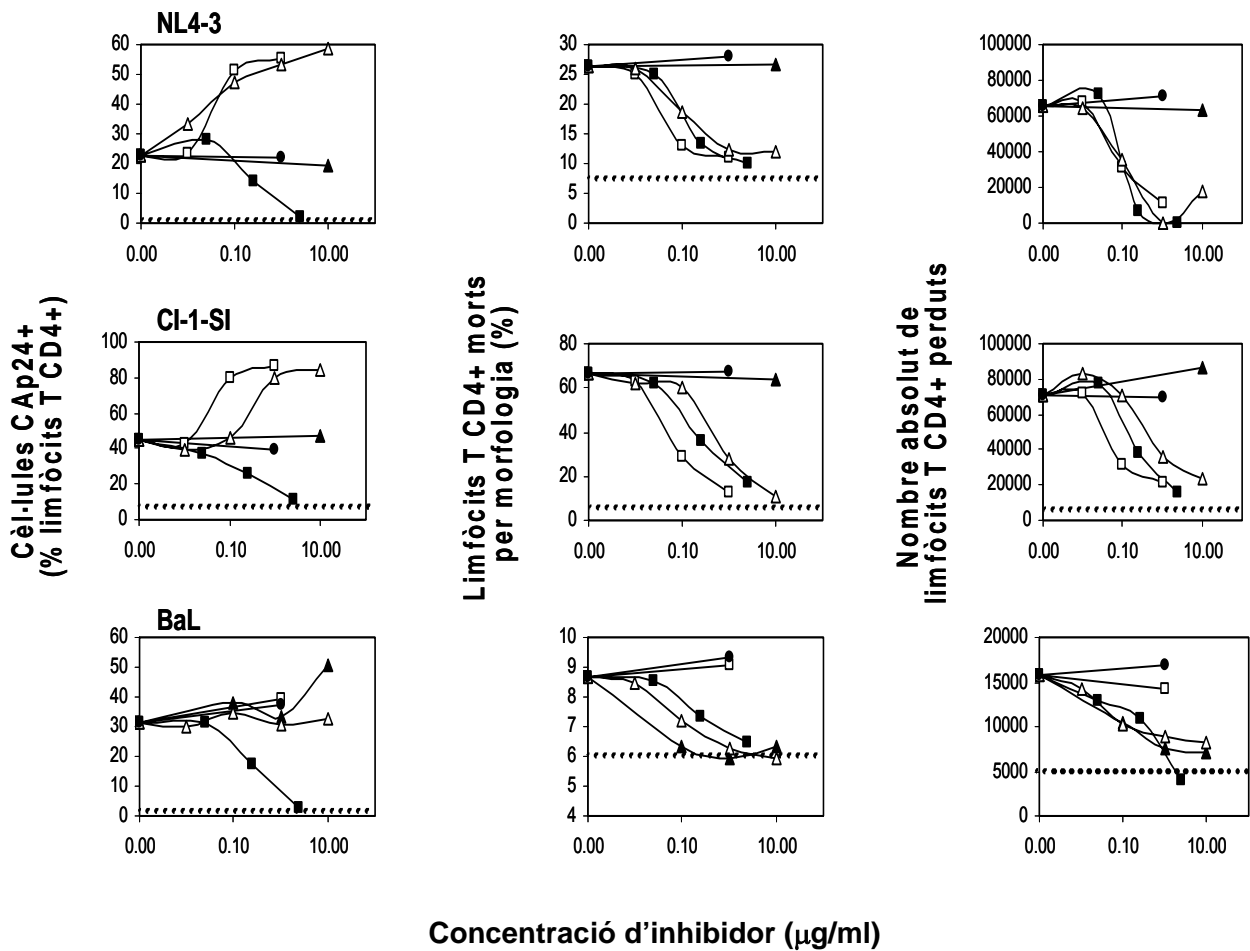 NL4-3
60
50
40
30
20
10
0
0.00 0.10 10.00
30
25
20
15
10
5
0
0.00 0.10 10.00
100000
80000
60000
40000
20000
0
0.00 0.10 10.00
CI-1-SI
100
80
60
40
20
0
0.00 0.10 10.00
80
60
40
20
0
0.00 0.10 10.00
100000
80000
60000
40000
20000
0
0.00 0.10 10.00
BaL
60
50
40
30
20
10
0
0.00 0.10 10.00
10
9
8
7
6
5
4
0.00 0.10 10.00
20000
15000
10000
5000
0
0.00 0.10 10.00
Cèl·lules CAp24+
(% limfòcits T CD4+)
Limfòcits T CD4+ morts
per morfologia (%)
Nombre absolut de
limfòcits T CD4+ perduts
Concentració d'inhibidor (μg/ml)